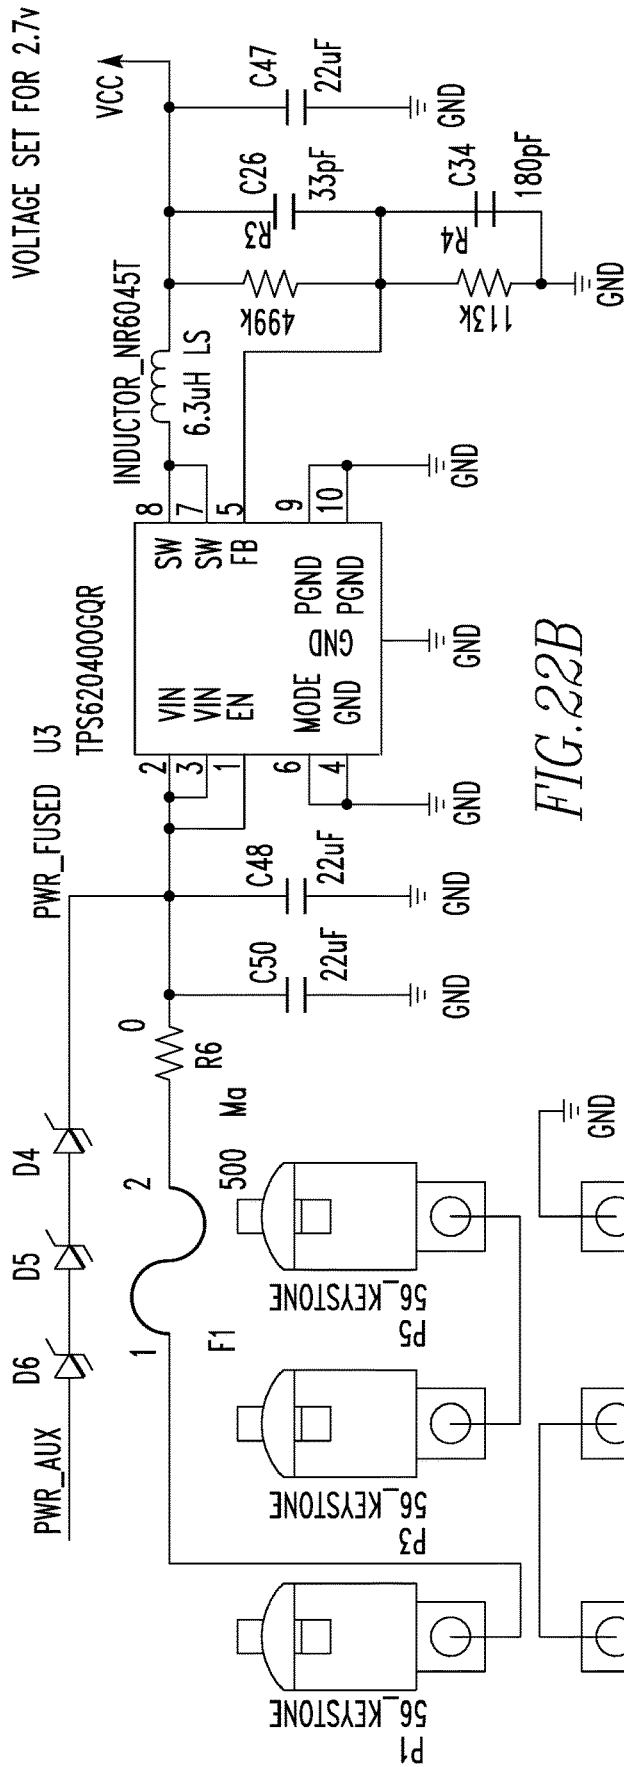 VOLTAGE SET FOR 2.7v
VCC
C47
22uF
GND
C26
33pF
R3
499k
C34
180pF
R4
113k
GND
INDUCTOR_NR6045T
6.3uH LS
PWR_FUSED
U3
TPS62040OGQR
2
VIN
SW
8
3
VIN
SW
7
1
EN
FB
5
6
MODE
PGND
9
4
GND
PGND
10
GND
GND
GND
GND
C48
22uF
GND
C50
22uF
GND
0
R6
D4
D5
D6
PWR_AUX
1
2
F1
500 Ma
56_KEYSTONE
P5
56_KEYSTONE
P3
56_KEYSTONE
P1
GND
FIG.22B